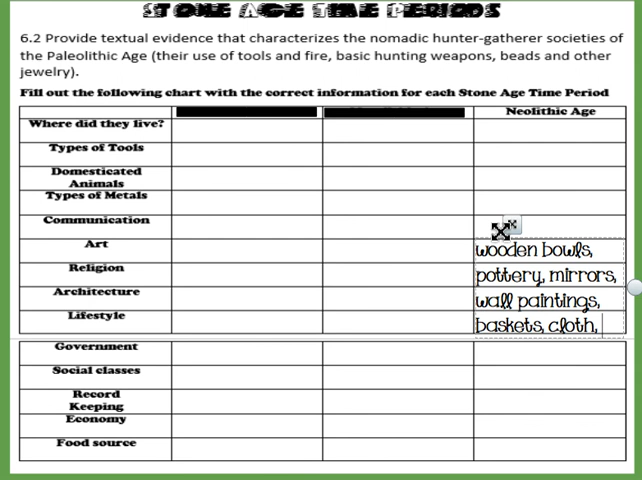 STONE AGE TIME PERIODS
6.2 Provide textual evidence that characterizes the nomadic hunter-gatherer societies of
the Paleolithic Age (their use of tools and fire, basic hunting weapons, beads and other
jewelry).
Fill out the following chart with the correct information for each Stone Age Time Period
Neolithic Age
Where did they live?
Types of Tools
Domesticated
Animals
Types of Metals
Communication
Art
wooden bowls,
Religion
pottery, mirrors,
Architecture
wall paintings,
Lifestyle
baskets, cloth,
Government
Social classes
Record
Keeping
Economy
Food source